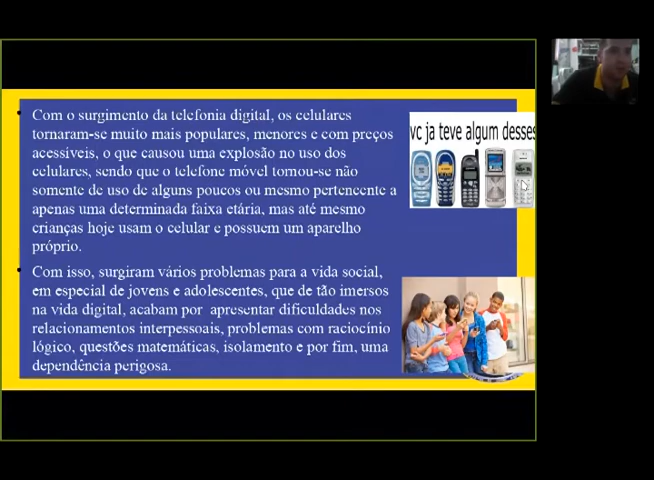 Com o surgimento da telefonia digital, os celulares
tornaram-se muito mais populares, menores e com preços
acessíveis, o que causou uma explosão no uso dos
celulares, sendo que o telefone móvel tornou-se não
somente de uso de alguns poucos ou mesmo pertencente a
apenas uma determinada faixa etária, mas até mesmo
crianças hoje usam o celular e possuem um aparelho
próprio.
Com isso, surgiram vários problemas para a vida social,
em especial de jovens e adolescentes, que de tão imersos
na vida digital, acabam por apresentar dificuldades nos
relacionamentos interpessoais, problemas com raciocínio
lógico, questões matemáticas, isolamento e por fim, uma
dependência perigosa.
vc ja teve algum desses